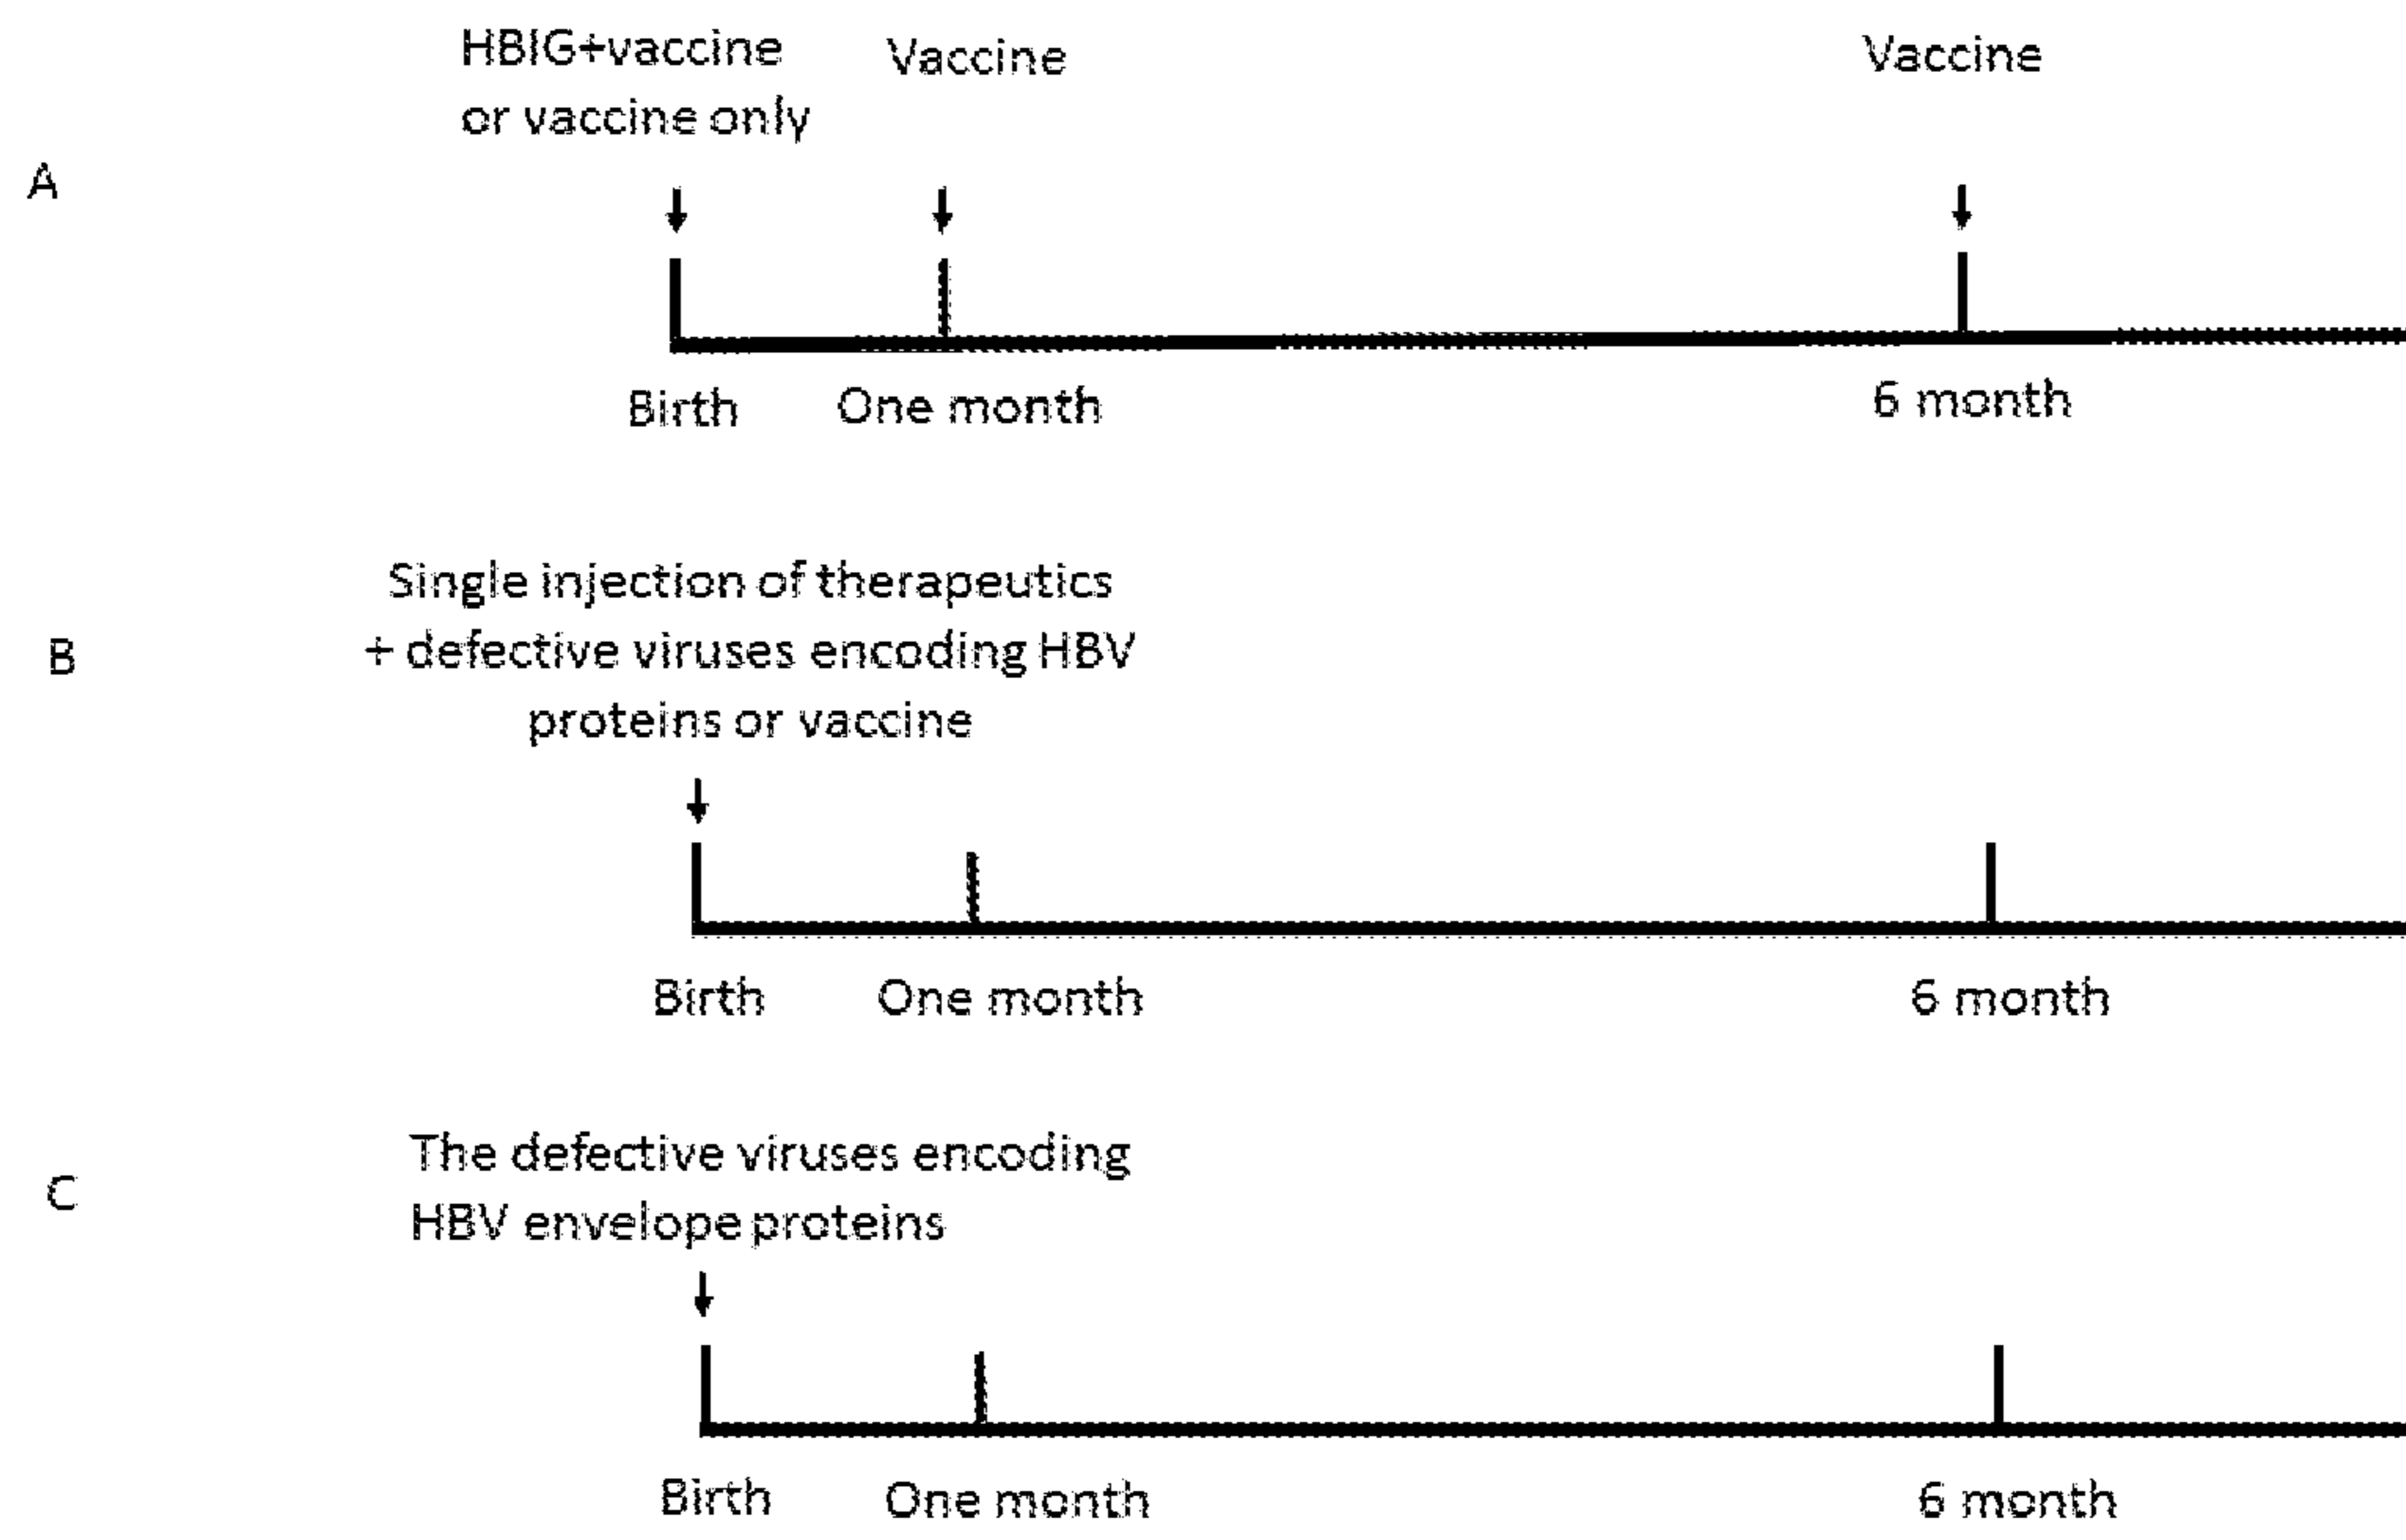 HBIG+vaccine
or vaccine only
Vaccine
Vaccine
A
Birth
One month
6 month
Single injection of therapeutics
+ defective viruses encoding HBV
proteins or vaccine
B
Birth
One month
6 month
The defective viruses encoding
HBV envelope proteins
C
Birth
One month
6 month